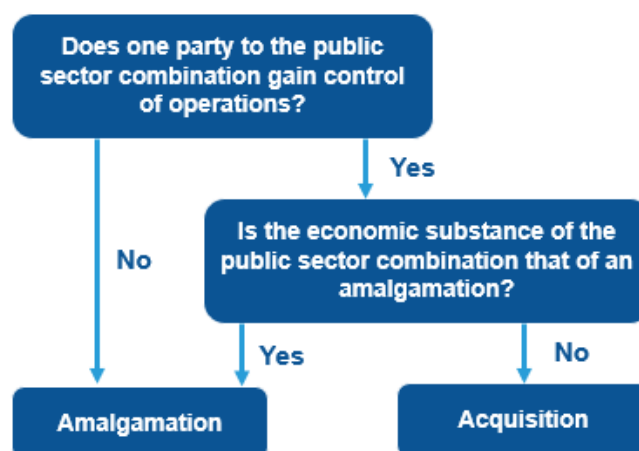 Does one party to the public
sector combination gain control
of operations?
Yes
Is the economic substance of the
public sector combination that of an
amalgamation?
No
Yes
No
Amalgamation
Acquisition